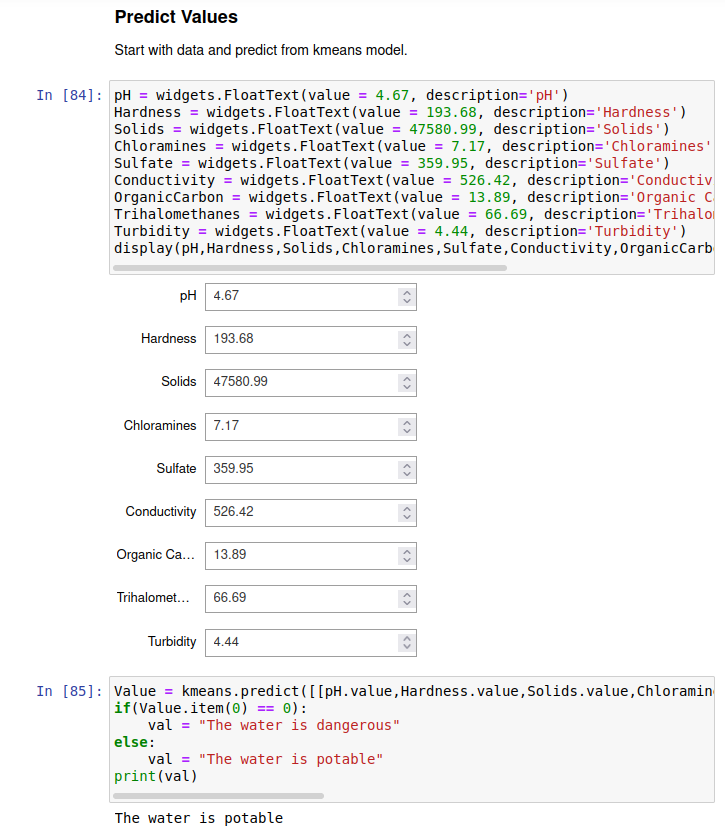 Predict Values
Start with data and predict from kmeans model.
In [84]: pH = widgets.FloatText(value = 4.67, description='pH')
Hardness = widgets.FloatText(value = 193.68, description='Hardness')
Solids = widgets.FloatText(value = 47580.99, description='Solids')
Chloramines = widgets.FloatText(value = 7.17, description='Chloramines'
Sulfate = widgets.FloatText(value = 359.95, description='Sulfate')
Conductivity = widgets.FloatText(value = 526.42, description='Conductiv
OrganicCarbon = widgets.FloatText(value = 13.89, description='Organic C
Trihalomethanes = widgets.FloatText(value = 66.69, description='Trihalo
Turbidity = widgets.FloatText(value = 4.44, description='Turbidity')
display(pH,Hardness,Solids,Chloramines,Sulfate,Conductivity,OrganicCarb
pH 4.67
Hardness 193.68
Solids 47580.99
Chloramines 7.17
Sulfate 359.95
Conductivity 526.42
Organic Ca... 13.89
Trihalomet... 66.69
Turbidity 4.44
In [85]: Value = kmeans.predict([[pH.value,Hardness.value,Solids.value,Chloramin
if(Value.item(0) == 0):
    val = "The water is dangerous"
else:
    val = "The water is potable"
print(val)
The water is potable